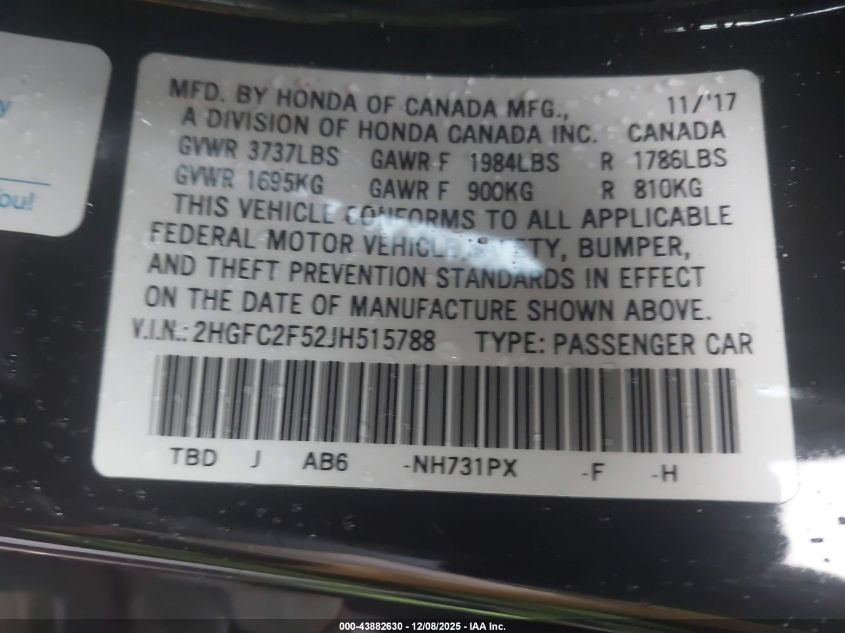 y
You!
MFD. BY HONDA OF CANADA MFG., 11/'17
A DIVISION OF HONDA CANADA INC. CANADA
GVWR 3737LBS GAWR F 1984LBS R 1786LBS
GVWR 1695KG GAWR F 900KG R 810KG
THIS VEHICLE CONFORMS TO ALL APPLICABLE
FEDERAL MOTOR VEHICLE SAFETY, BUMPER,
AND THEFT PREVENTION STANDARDS IN EFFECT
ON THE DATE OF MANUFACTURE SHOWN ABOVE.
V.I.N.: 2HGFC2F52JH515788 TYPE: PASSENGER CAR
TBD J AB6 -NH731PX -F -H
000-43882630 - 12/08/2025 - IAA Inc.